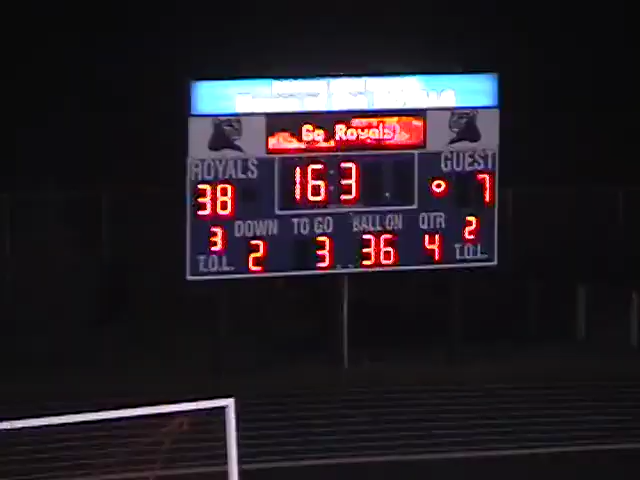 Go Royals!
ROYALS GUEST
38 16:3 7
DOWN TO GO BALL ON QTR
3 2 3 36 4 2
T.O.L. T.O.L.